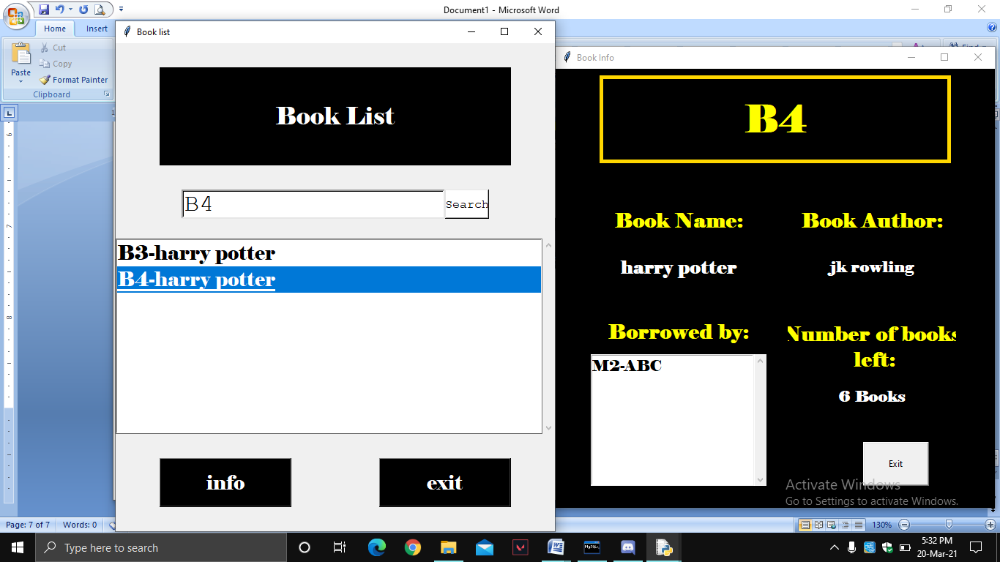 Document1 - Microsoft Word
Home Insert
Paste
Cut
Copy
Format Painter
Clipboard
Book list
Book List
B4 Search
B3-harry potter
B4-harry potter
info exit
Book Info
B4
Book Name: Book Author:
harry potter jk rowling
Borrowed by: Number of books
left:
M2-ABC
6 Books
Exit
Activate Windows
Go to Settings to activate Windows.
Page: 7 of 7 Words: 0 130%
Type here to search
5:32 PM
20-Mar-21